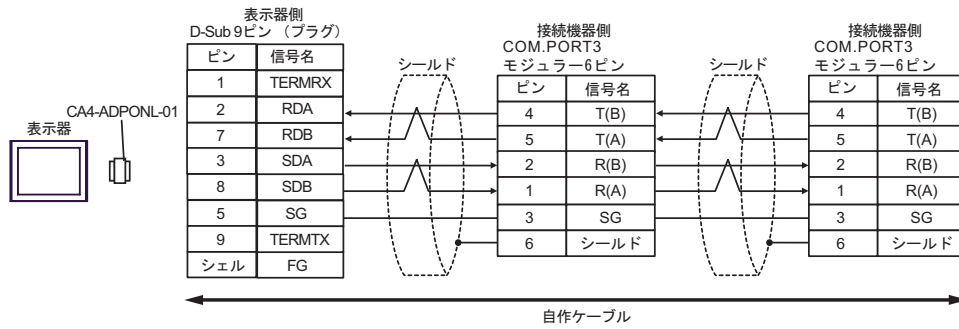 表示器側
D-Sub 9ピン （プラグ）
ピン 信号名
1 TERMRX
2 RDA
7 RDB
3 SDA
8 SDB
5 SG
9 TERMTX
シェル FG
CA4-ADPONL-01
表示器
シールド
接続機器側
COM.PORT3
モジュラー6ピン
ピン 信号名
4 T(B)
5 T(A)
2 R(B)
1 R(A)
3 SG
6 シールド
シールド
接続機器側
COM.PORT3
モジュラー6ピン
ピン 信号名
4 T(B)
5 T(A)
2 R(B)
1 R(A)
3 SG
6 シールド
自作ケーブル